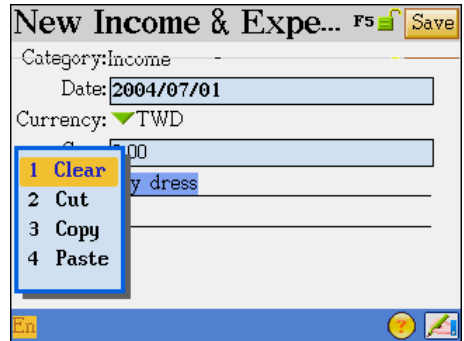 New Income & Expe... F5 Save
Category:Income -
Date: 2004/07/01
Currency: TWD
.00
1 Clear
y dress
2 Cut
3 Copy
4 Paste
En ?